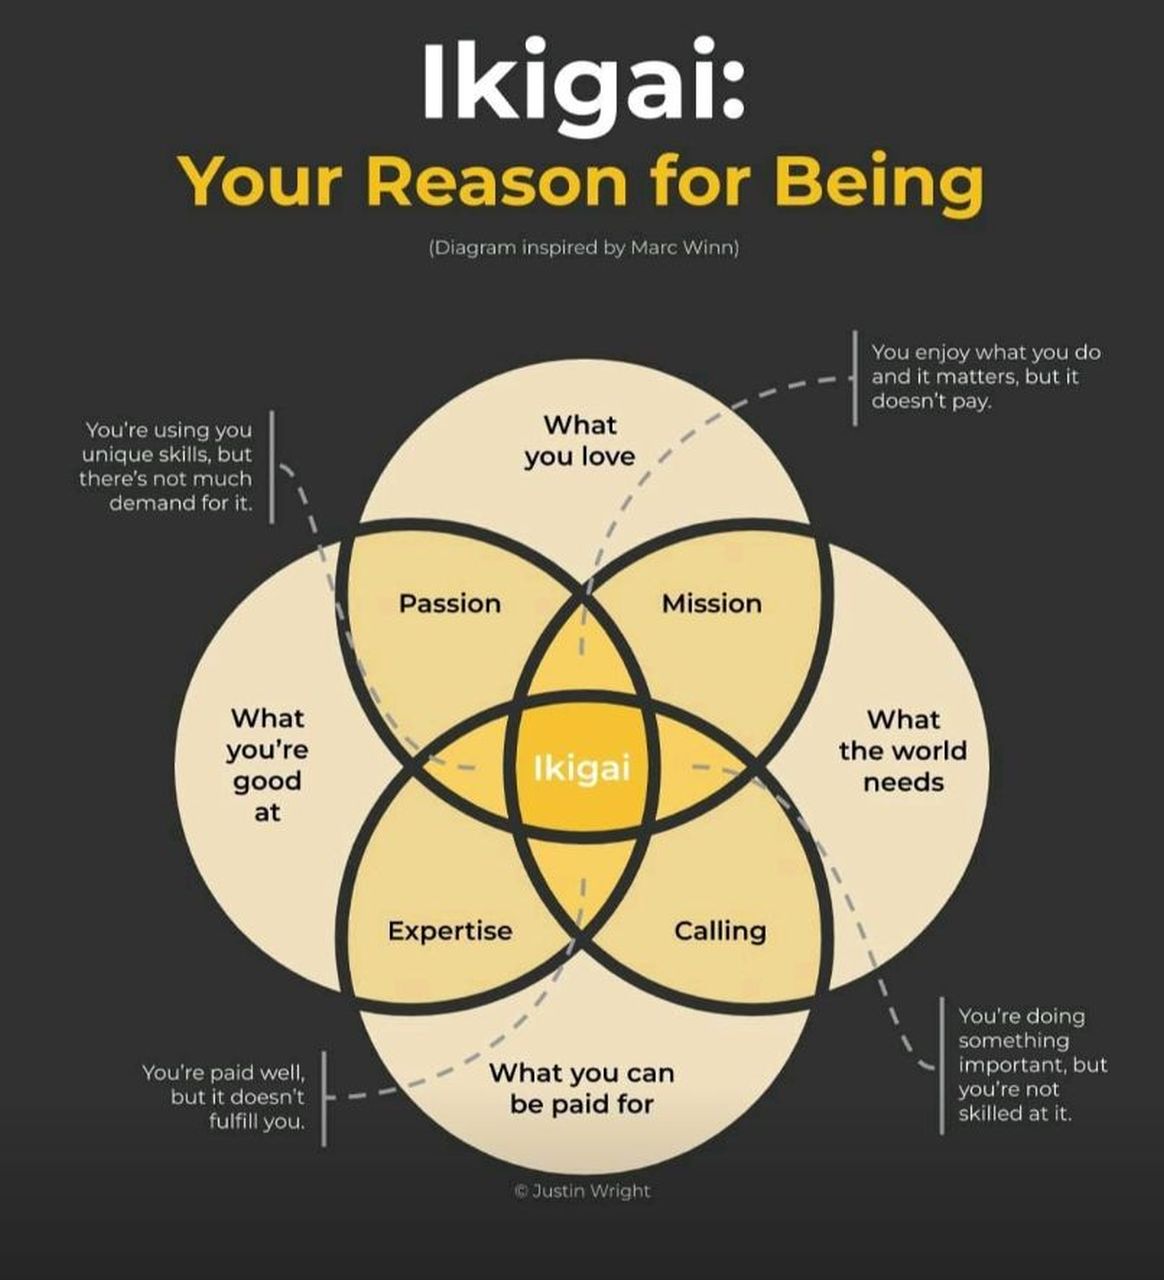 Ikigai:
Your Reason for Being
(Diagram inspired by Marc Winn)
You enjoy what you do
and it matters, but it
doesn't pay.
You're using you
unique skills, but
there's not much
demand for it.
What
you love
Passion
Mission
What
you're
good
at
Ikigai
What
the world
needs
Expertise
Calling
You're doing
something
important, but
you're not
skilled at it.
You're paid well,
but it doesn't
fulfill you.
What you can
be paid for
© Justin Wright